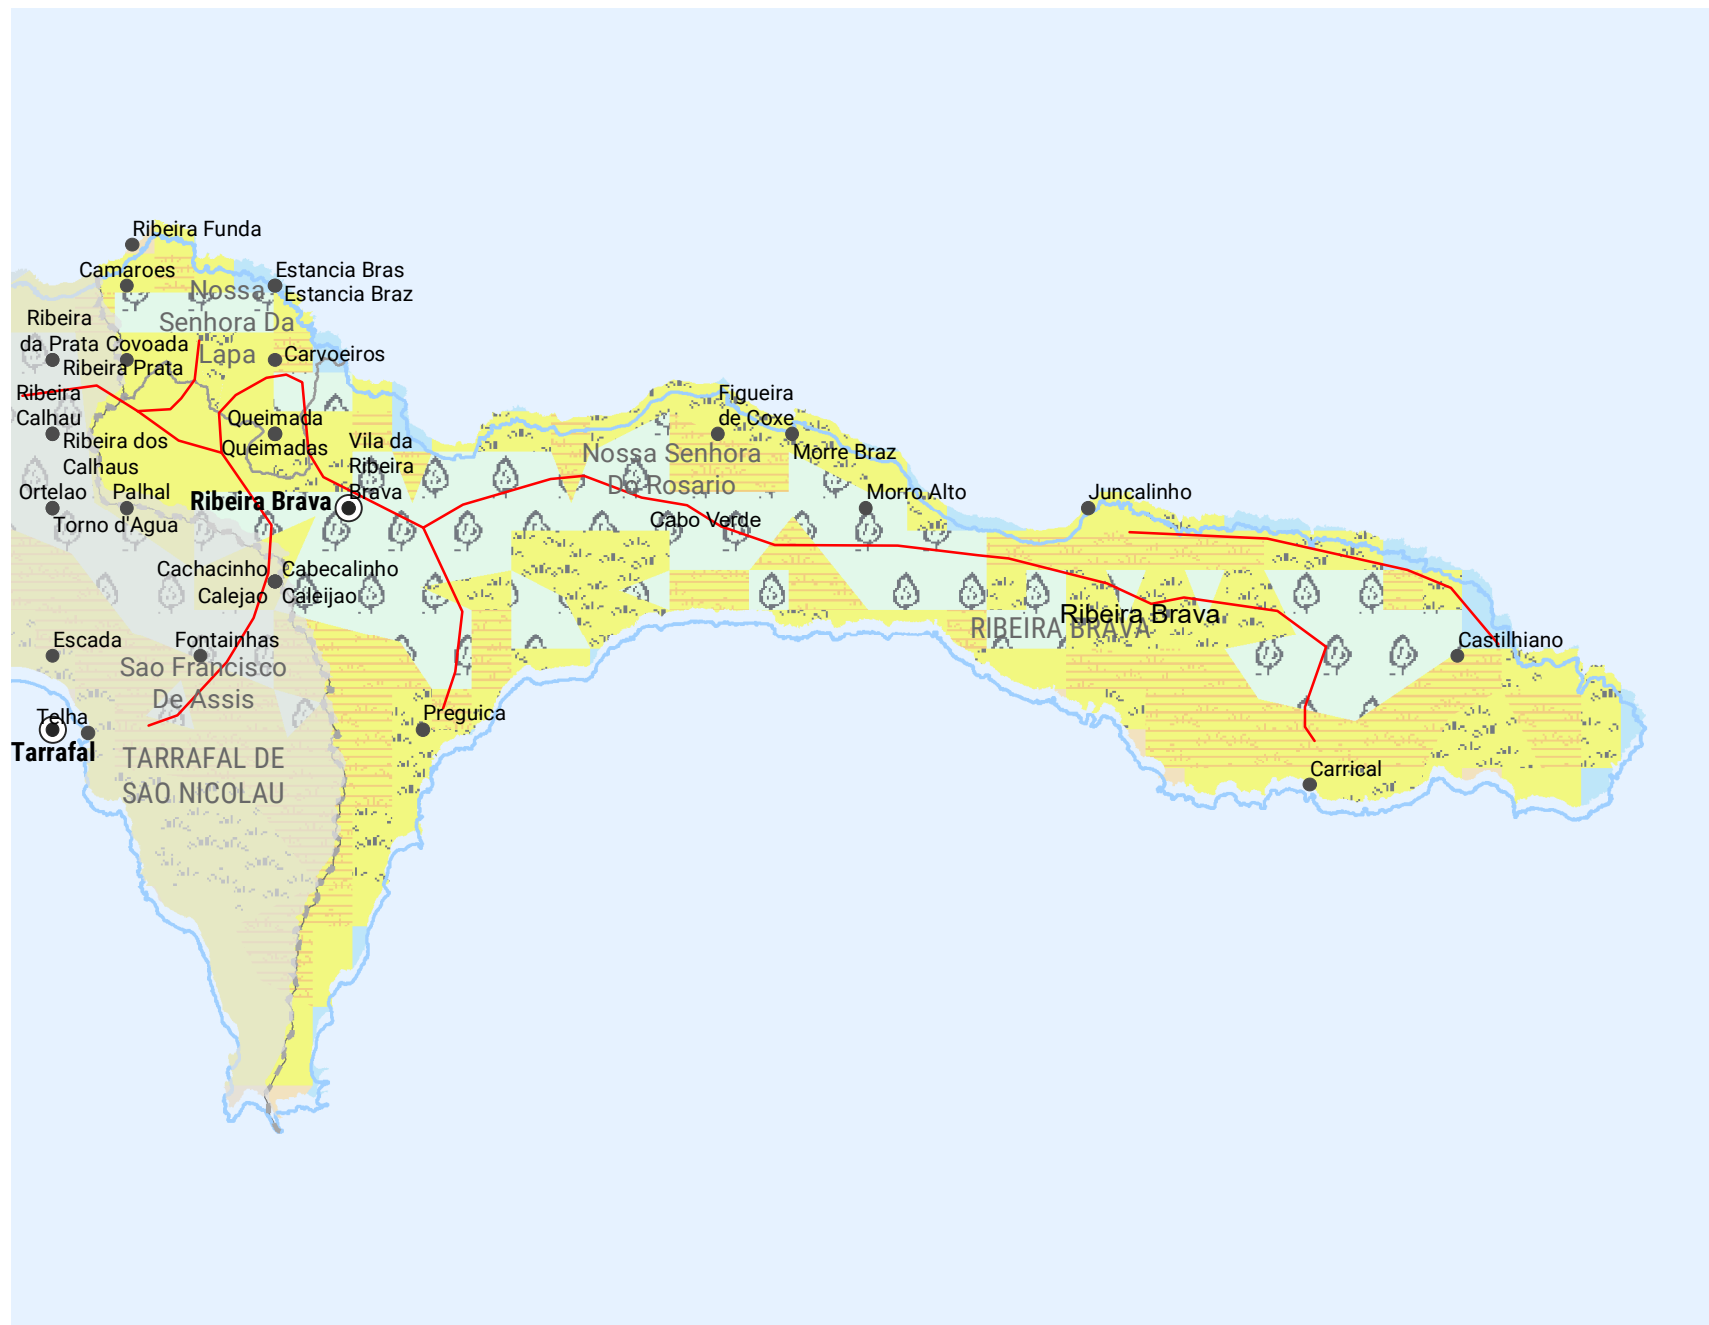 Ribeira Funda
Camaroes
Estancia Bras
Estancia Braz
Nossa
Senhora Da
Lapa
Ribeira
da Prata
Covoada
Ribeira Prata
Carvoeiros
Ribeira
Calhau
Ribeira dos
Calhaus
Queimada
Queimadas
Vila da
Ribeira
Brava
Figueira
de Coxe
Morre Braz
Nossa Senhora
Do Rosario
Ortelao
Palhal
Torno d'Agua
Ribeira Brava
Cabo Verde
Morro Alto
Juncalinho
Cachacinho
Calejao
Cabecalinho
Caleijao
Ribeira Brava
RIBEIRA BRAVA
Escada
Fontainhas
Castilhiano
Sao Francisco
De Assis
Telha
Tarrafal
Preguica
TARRAFAL DE
SAO NICOLAU
Carrical